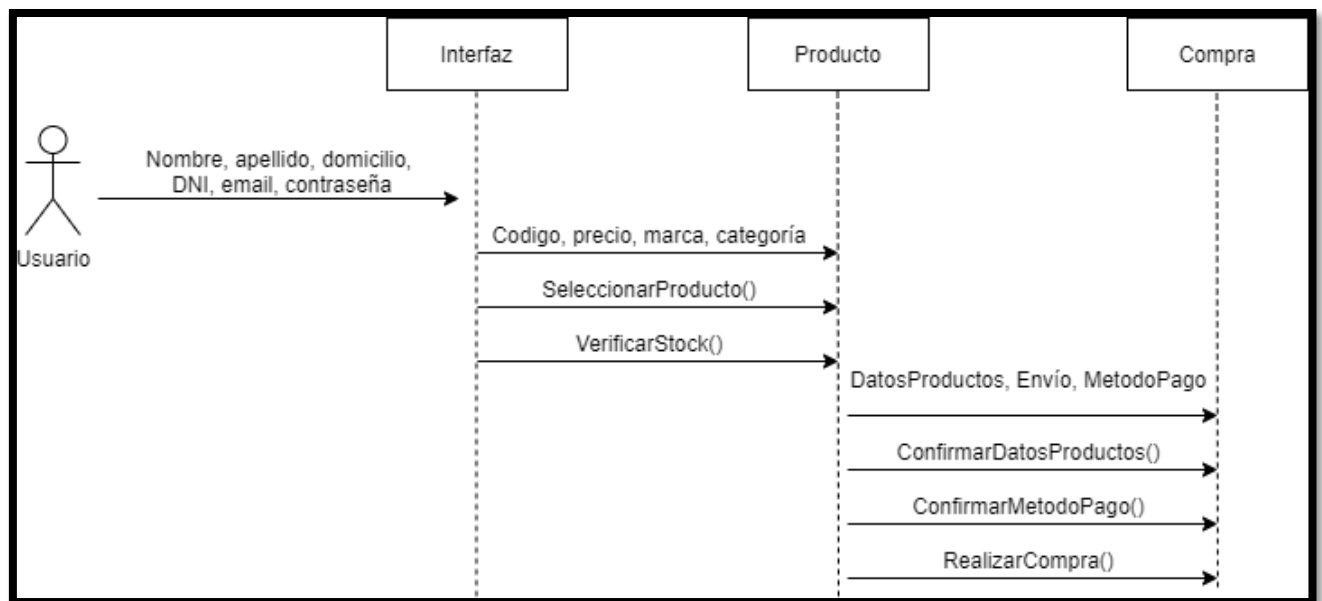 Interfaz
Producto
Compra
Nombre, apellido, domicilio,
DNI, email, contraseña
Usuario
Codigo, precio, marca, categoría
SeleccionarProducto()
VerificarStock()
DatosProductos, Envío, MetodoPago
ConfirmarDatosProductos()
ConfirmarMetodoPago()
RealizarCompra()